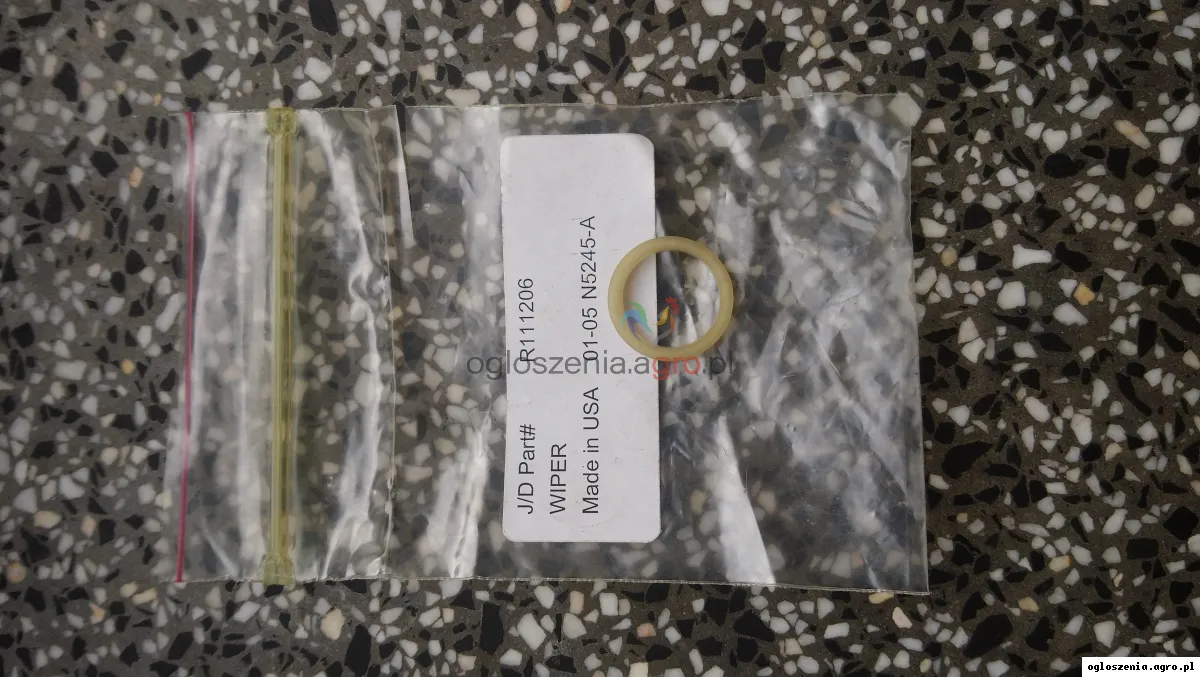 J/D Part# R111206
WIPER
Made in USA 01-05 N5245-A
ogloszenia.agro.pl
ogloszenia.agro.pl